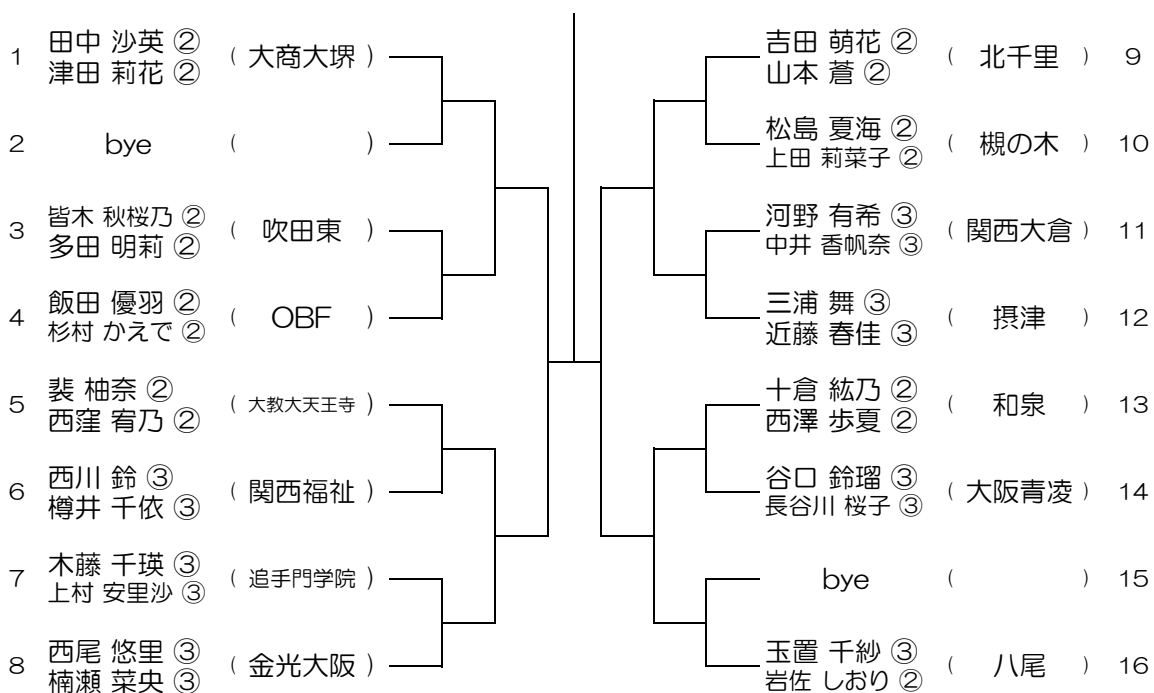 1 田中 沙英 ② ( 大商大堺 )
津田 莉花 ②
2 bye ( )
3 皆木 秋桜乃 ② ( 吹田東 )
多田 明莉 ②
4 飯田 優羽 ② ( OBF )
杉村 かえで ②
5 裴 柚奈 ② ( 大教大天王寺 )
西窪 宥乃 ②
6 西川 鈴 ③ ( 関西福祉 )
樽井 千依 ③
7 木藤 千瑛 ③ ( 追手門学院 )
上村 安里沙 ③
8 西尾 悠里 ③ ( 金光大阪 )
楠瀬 菜央 ③
吉田 萌花 ② ( 北千里 ) 9
山本 蒼 ②
松島 夏海 ② ( 槻の木 ) 10
上田 莉菜子 ②
河野 有希 ③ ( 関西大倉 ) 11
中井 香帆奈 ③
三浦 舞 ③ ( 摂津 ) 12
近藤 春佳 ③
十倉 紘乃 ② ( 和泉 ) 13
西澤 歩夏 ②
谷口 鈴瑠 ③ ( 大阪青凌 ) 14
長谷川 桜子 ③
bye ( ) 15
玉置 千紗 ③ ( 八尾 ) 16
岩佐 しおり ②